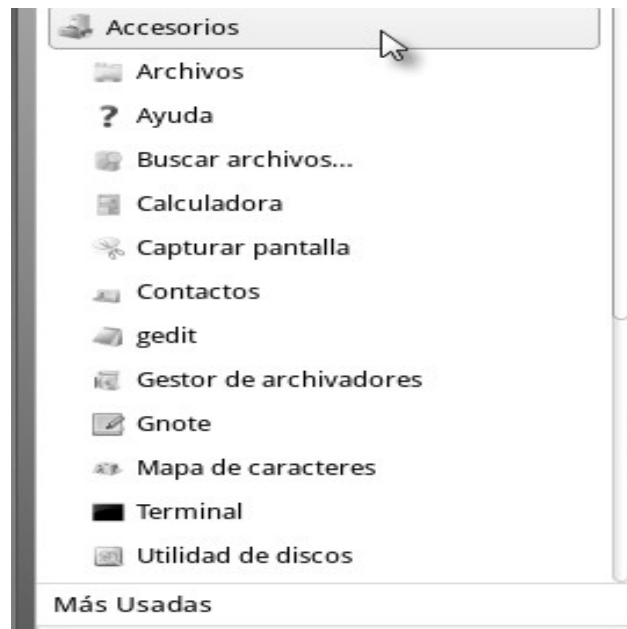 Accesorios
Archivos
Ayuda
Buscar archivos...
Calculadora
Capturar pantalla
Contactos
gedit
Gestor de archivadores
Gnote
Mapa de caracteres
Terminal
Utilidad de discos
Más Usadas